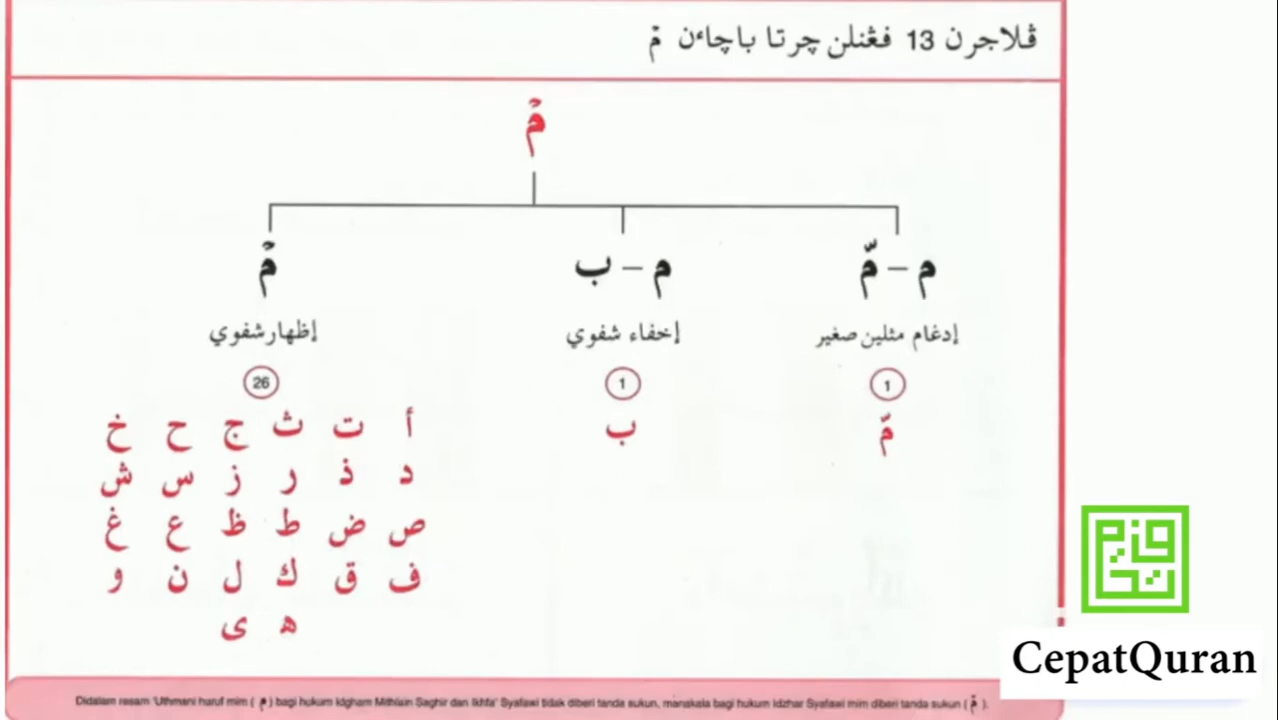 ڤلاجرن 13 فڠنلن چرتا باچاءن مْ
مْ
م – مّ
م – ب
مْ
إدغام مثلين صغير
إخفاء شفوي
إظهار شفوي
1
1
26
مّ
ب
أ ت ث ج ح خ
د ذ ر ز س ش
ص ض ط ظ ع غ
ف ق ك ل ن و
ه ى
CepatQuran
Didalam resam 'Uthmani huruf mim ( م ) bagi hukum Idgham Mithlain Saghir dan Ikhfa' Syafawi tidak diberi tanda sukun, manakala bagi hukum Idzhar Syafawi mim diberi tanda sukun ( مْ ).